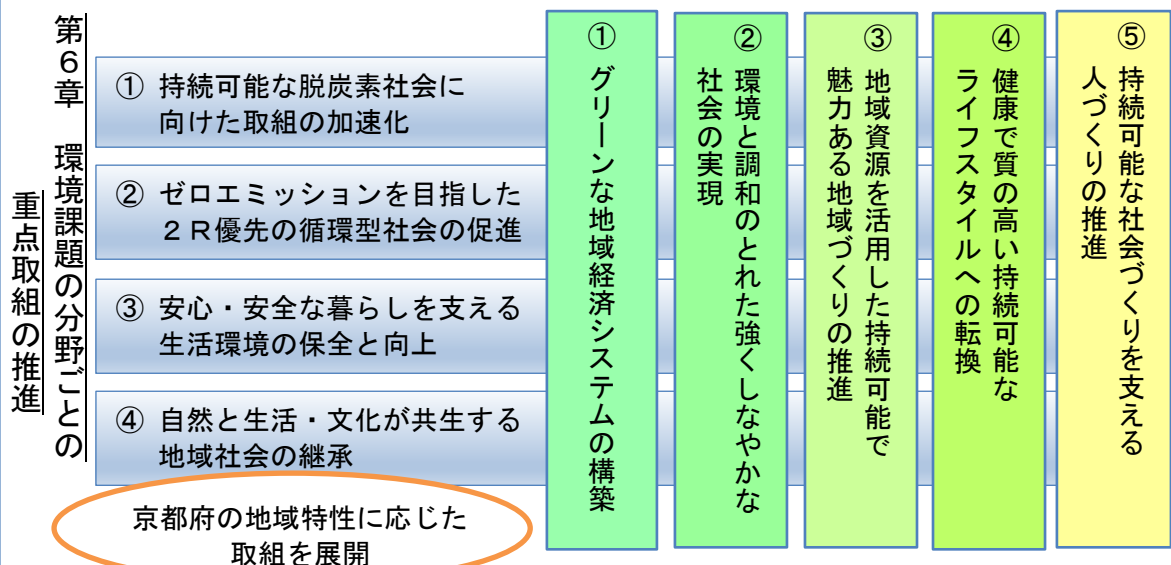 第６章　環境課題の分野ごとの
重点取組の推進
① 持続可能な脱炭素社会に
向けた取組の加速化
② ゼロエミッションを目指した
２Ｒ優先の循環型社会の促進
③ 安心・安全な暮らしを支える
生活環境の保全と向上
④ 自然と生活・文化が共生する
地域社会の継承
京都府の地域特性に応じた
取組を展開
① グリーンな地域経済システムの構築
② 環境と調和のとれた強くしなやかな
社会の実現
③ 地域資源を活用した持続可能で
魅力ある地域づくりの推進
④ 健康で質の高い持続可能な
ライフスタイルへの転換
⑤ 持続可能な社会づくりを支える
人づくりの推進